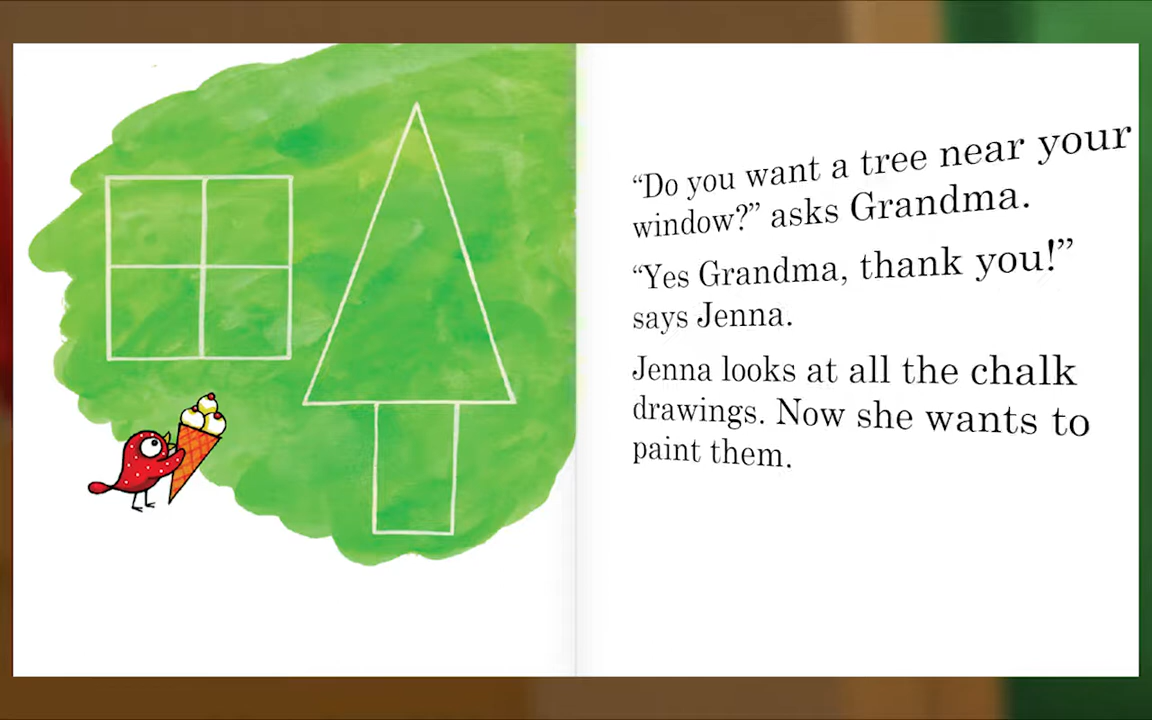 “Do you want a tree near your
window?” asks Grandma.
“Yes Grandma, thank you!”
says Jenna.
Jenna looks at all the chalk
drawings. Now she wants to
paint them.